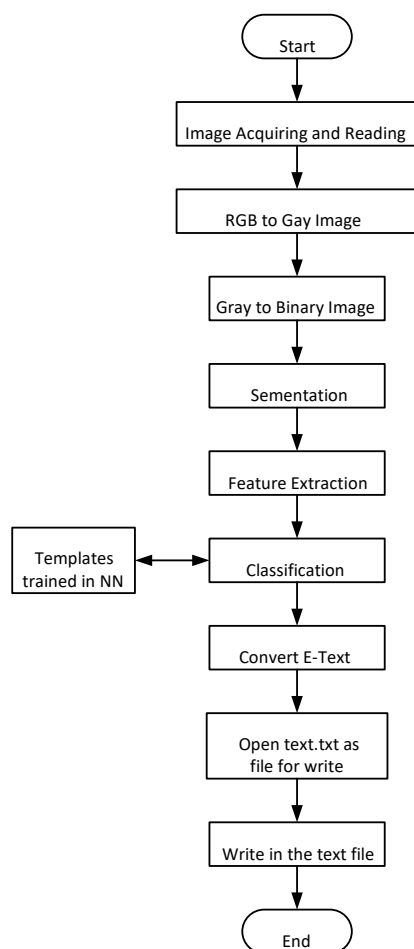 Start
Image Acquiring and Reading
RGB to Gay Image
Gray to Binary Image
Sementation
Feature Extraction
Templates
trained in NN
Classification
Convert E-Text
Open text.txt as
file for write
Write in the text file
End